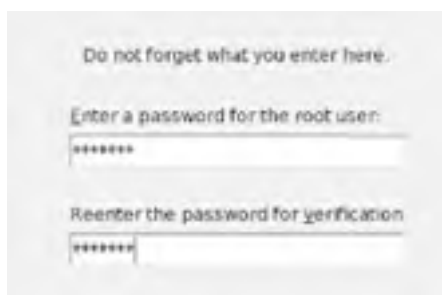 Do not forget what you enter here.
Enter a password for the root user:
*******
Reenter the password for verification
*******